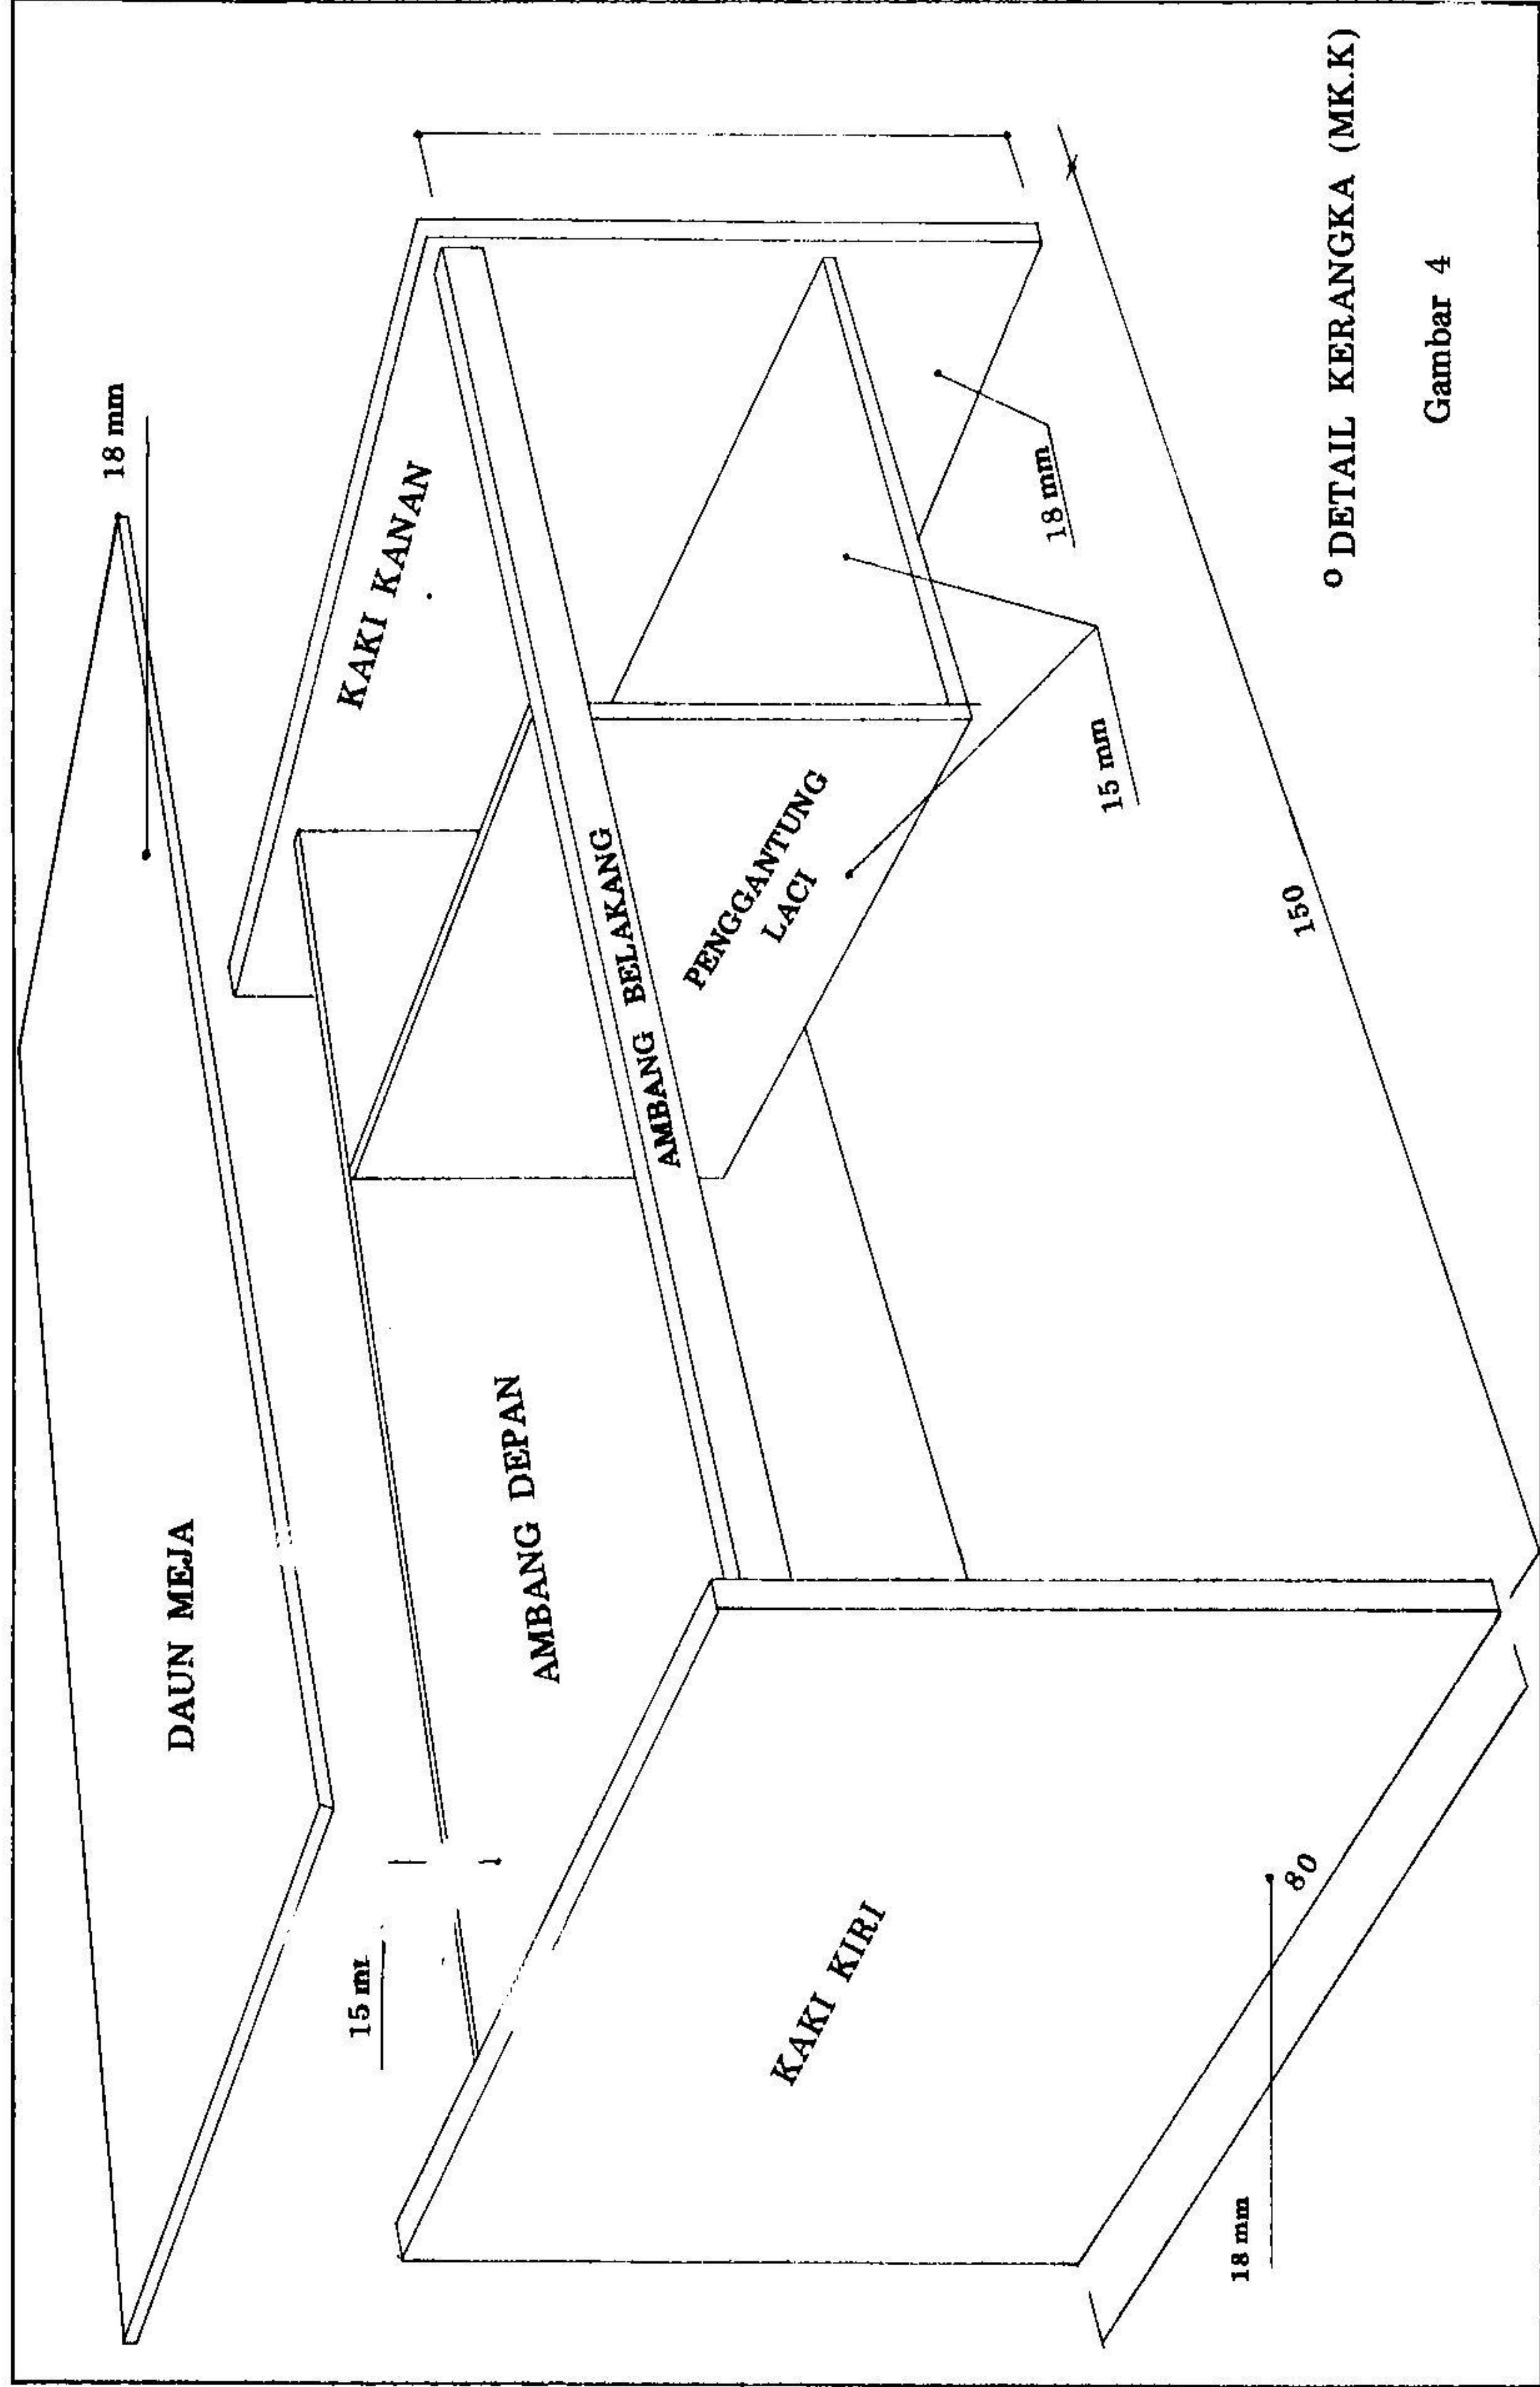 DAUN MEJA
18 mm
KAKI KANAN
15 m
AMBANG DEPAN
AMBANG BELAKANG
PENGGANTUNG
LACI
KAKI KIRI
18 mm
15 mm
18 mm
80
150
O DETAIL KERANGKA (MK.K)
Gambar 4